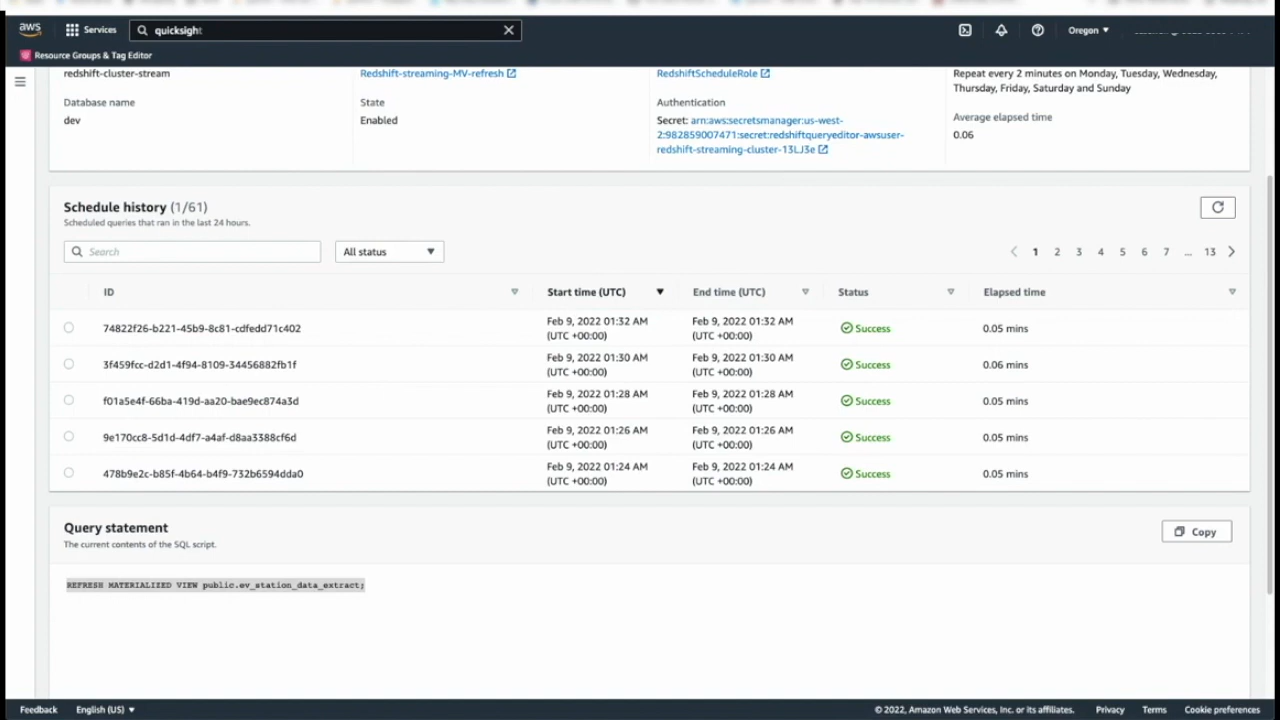 aws
Services
quicksight
Oregon ▼
Resource Groups & Tag Editor
redshift-cluster-stream
Redshift-streaming-MV-refresh
RedshiftScheduleRole
Repeat every 2 minutes on Monday, Tuesday, Wednesday,
Thursday, Friday, Saturday and Sunday
Database name
dev
State
Enabled
Authentication
Secret: arn:aws:secretsmanager:us-west-
2:982859007471:secret:redshiftqueryeditor-awsuser-
redshift-streaming-cluster-13LJ3e
Average elapsed time
0.06
Schedule history (1/61)
Scheduled queries that ran in the last 24 hours.
Search
All status
1 2 3 4 5 6 7 ... 13
ID Start time (UTC) End time (UTC) Status Elapsed time
74822f26-b221-45b9-8c81-cdfedd71c402 Feb 9, 2022 01:32 AM Feb 9, 2022 01:32 AM Success 0.05 mins
(UTC +00:00) (UTC +00:00)
3f459fcc-d2d1-4f94-8109-34456882fb1f Feb 9, 2022 01:30 AM Feb 9, 2022 01:30 AM Success 0.06 mins
(UTC +00:00) (UTC +00:00)
f01a5e4f-66ba-419d-aa20-bae9ec874a3d Feb 9, 2022 01:28 AM Feb 9, 2022 01:28 AM Success 0.05 mins
(UTC +00:00) (UTC +00:00)
9e170cc8-5d1d-4df7-a4af-d8aa3388cf6d Feb 9, 2022 01:26 AM Feb 9, 2022 01:26 AM Success 0.05 mins
(UTC +00:00) (UTC +00:00)
478b9e2c-b85f-4b64-b4f9-732b6594dda0 Feb 9, 2022 01:24 AM Feb 9, 2022 01:24 AM Success 0.05 mins
(UTC +00:00) (UTC +00:00)
Query statement
The current contents of the SQL script.
Copy
REFRESH MATERIALIZED VIEW public.ev_station_data_extract;
Feedback English (US) ▼ © 2022, Amazon Web Services, Inc. or its affiliates. Privacy Terms Cookie preferences